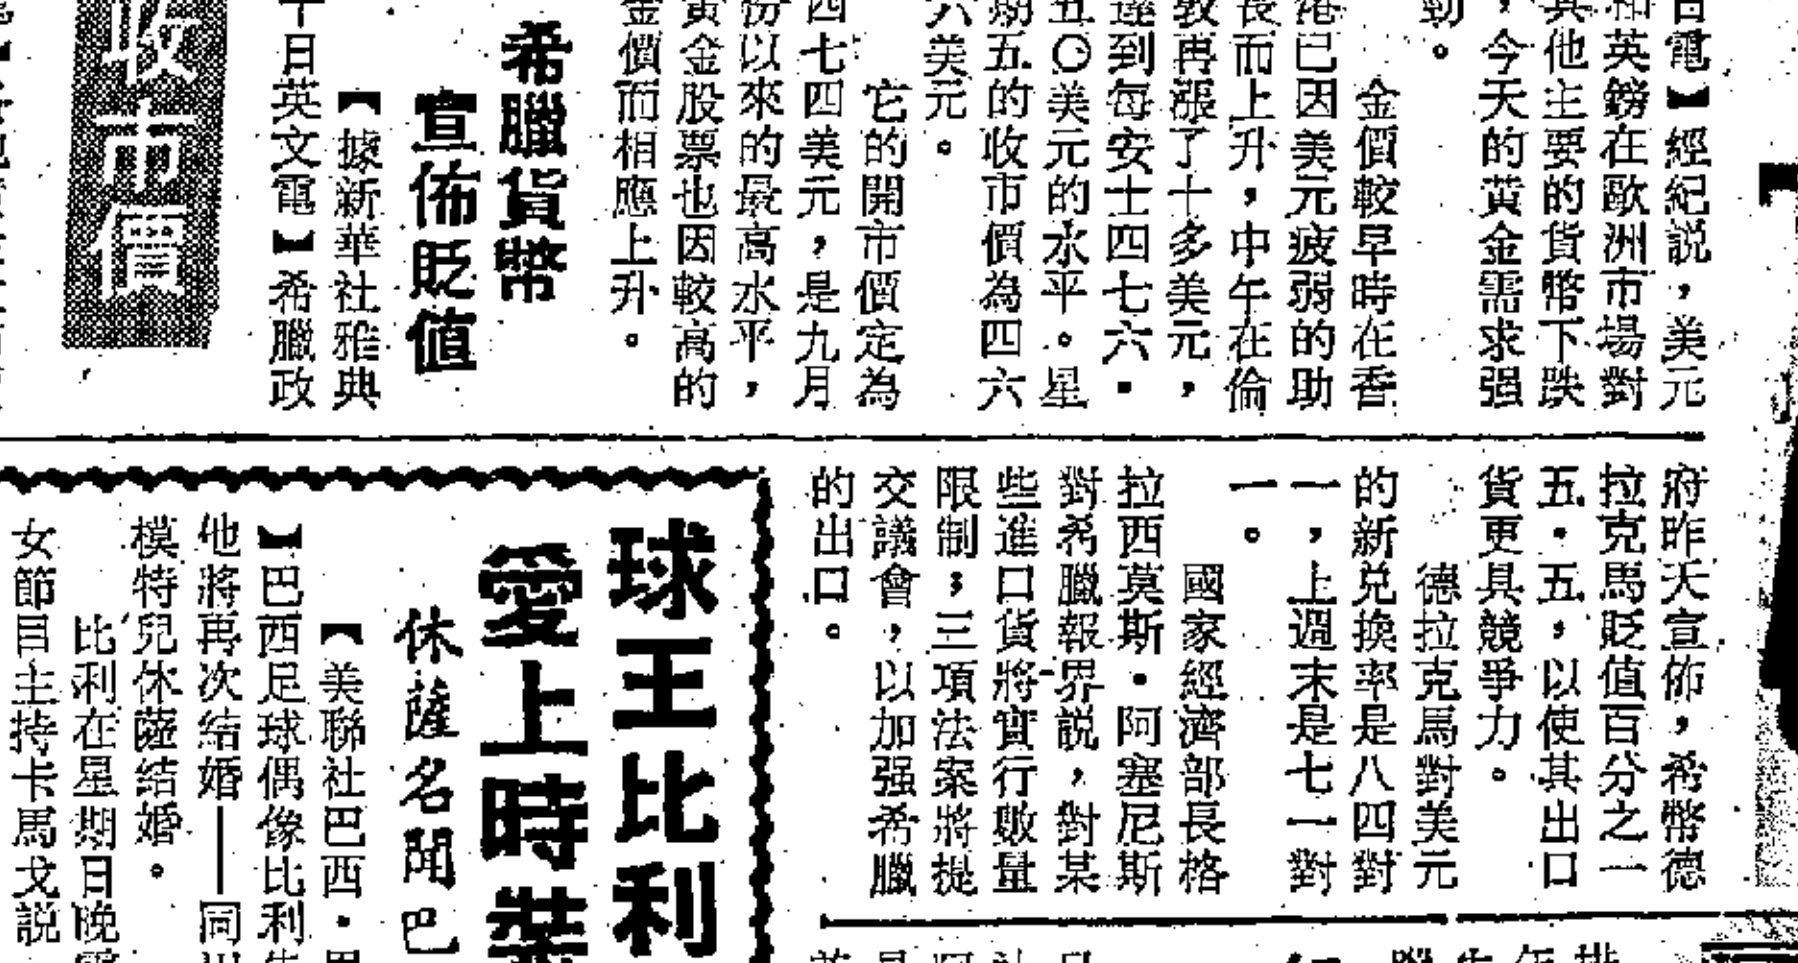 日電】經紀説，美元
和英鎊在歐洲市場對
其他主要的貨幣下跌
，今天的黃金需求强
勁。
金價較早時在香
港已因美元疲弱的助
長而上升，中午在倫
敦再漲了十多美元，
達到每安士四七六·
五〇美元的水平。星
期五的收市價為四六
六美元。
它的開市價定為
四七四美元，是九月
份以來的最高水平，
黃金股票也因較高的
金價而相應上升。
希臘貨幣
宣佈貶值
【據新華社雅典
十日英文電】希臘政
府昨天宣佈，希幣德
拉克馬貶值百分之一
五·五，以使其出口
貨更具競爭力。
德拉克馬對美元
的新兑換率是八四對
一，上週末是七一對
一。
國家經濟部長格
拉西莫斯·阿塞尼斯
對希臘報界説，對某
些進口貨將實行數量
限制；三項法案將提
交議會，以加强希臘
的出口。
收市價
球王比利
愛上時裝
休薩名聞巴
【美聯社巴西·里
】巴西足球偶像比利
他將再次結婚——同
模特兒休薩結婚。
比利在星期日晚
女節目主持卡馬戈説